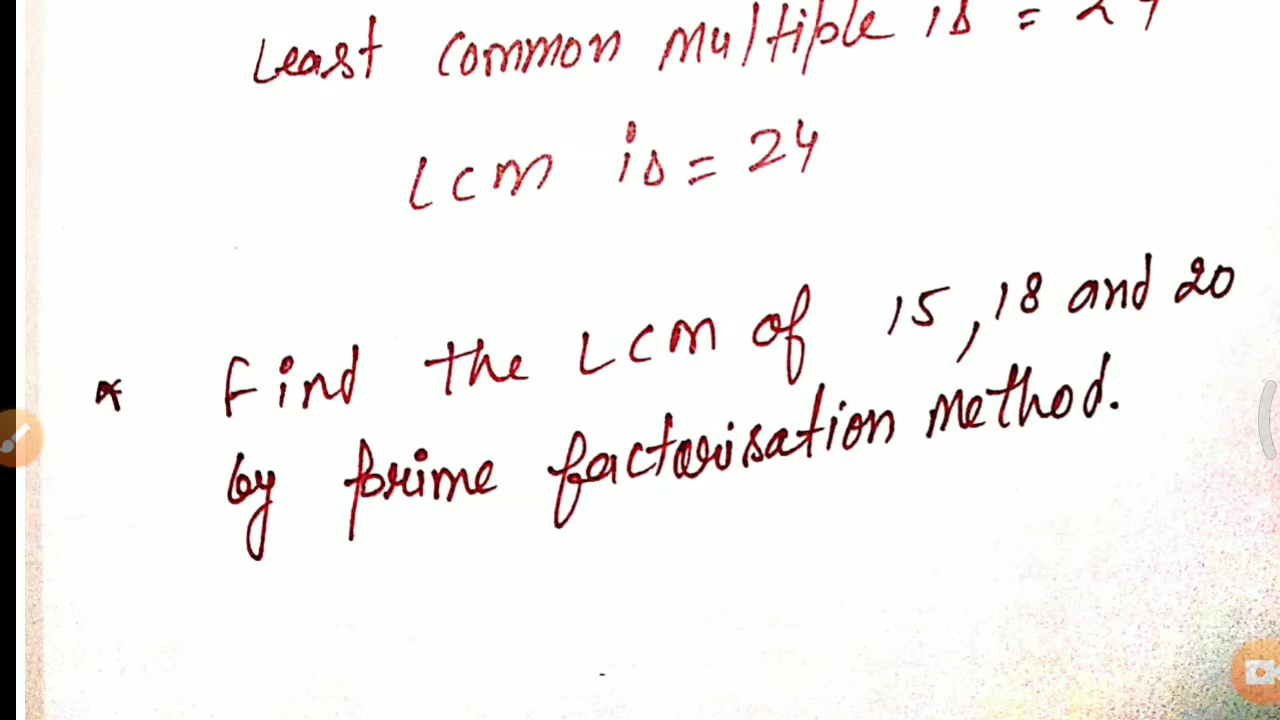 Least common multiple is = 24
LCM is = 24
* Find the LCM of 15, 18 and 20
by prime factorisation method.